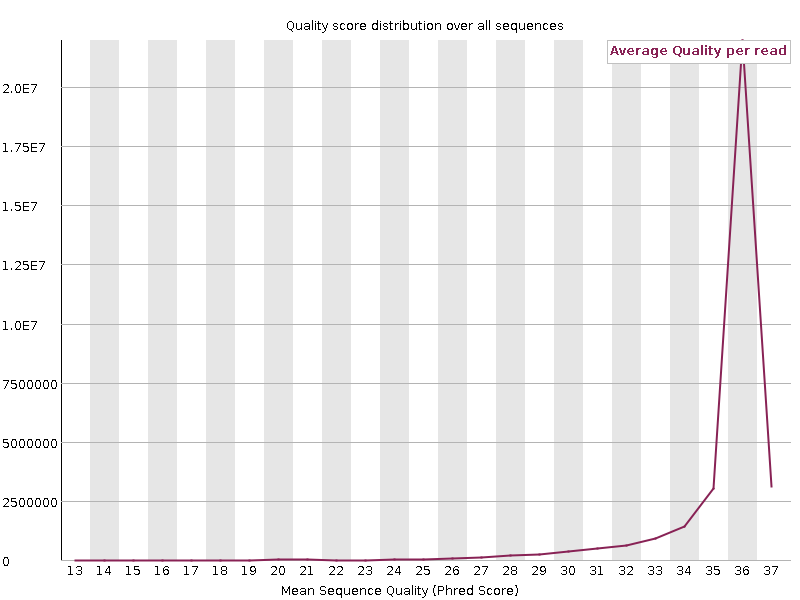 Quality score distribution over all sequences
Average Quality per read
2.0E7
1.75E7
1.5E7
1.25E7
1.0E7
7500000
5000000
2500000
0
13 14 15 16 17 18 19 20 21 22 23 24 25 26 27 28 29 30 31 32 33 34 35 36 37
Mean Sequence Quality (Phred Score)